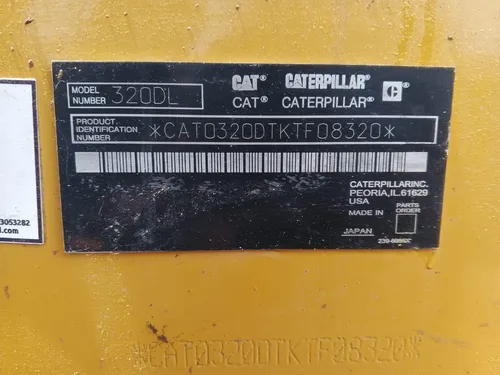 MODEL
NUMBER 320DL
CAT® CATERPILLAR® C®
CAT® CATERPILLAR®
PRODUCT
IDENTIFICATION
NUMBER *CAT0320DTKTF08320*
CATERPILLAR INC.
PEORIA, IL. 61629
USA
MADE IN
PARTS
ORDER
JAPAN
3053282
*CAT0320DTKTF08320*